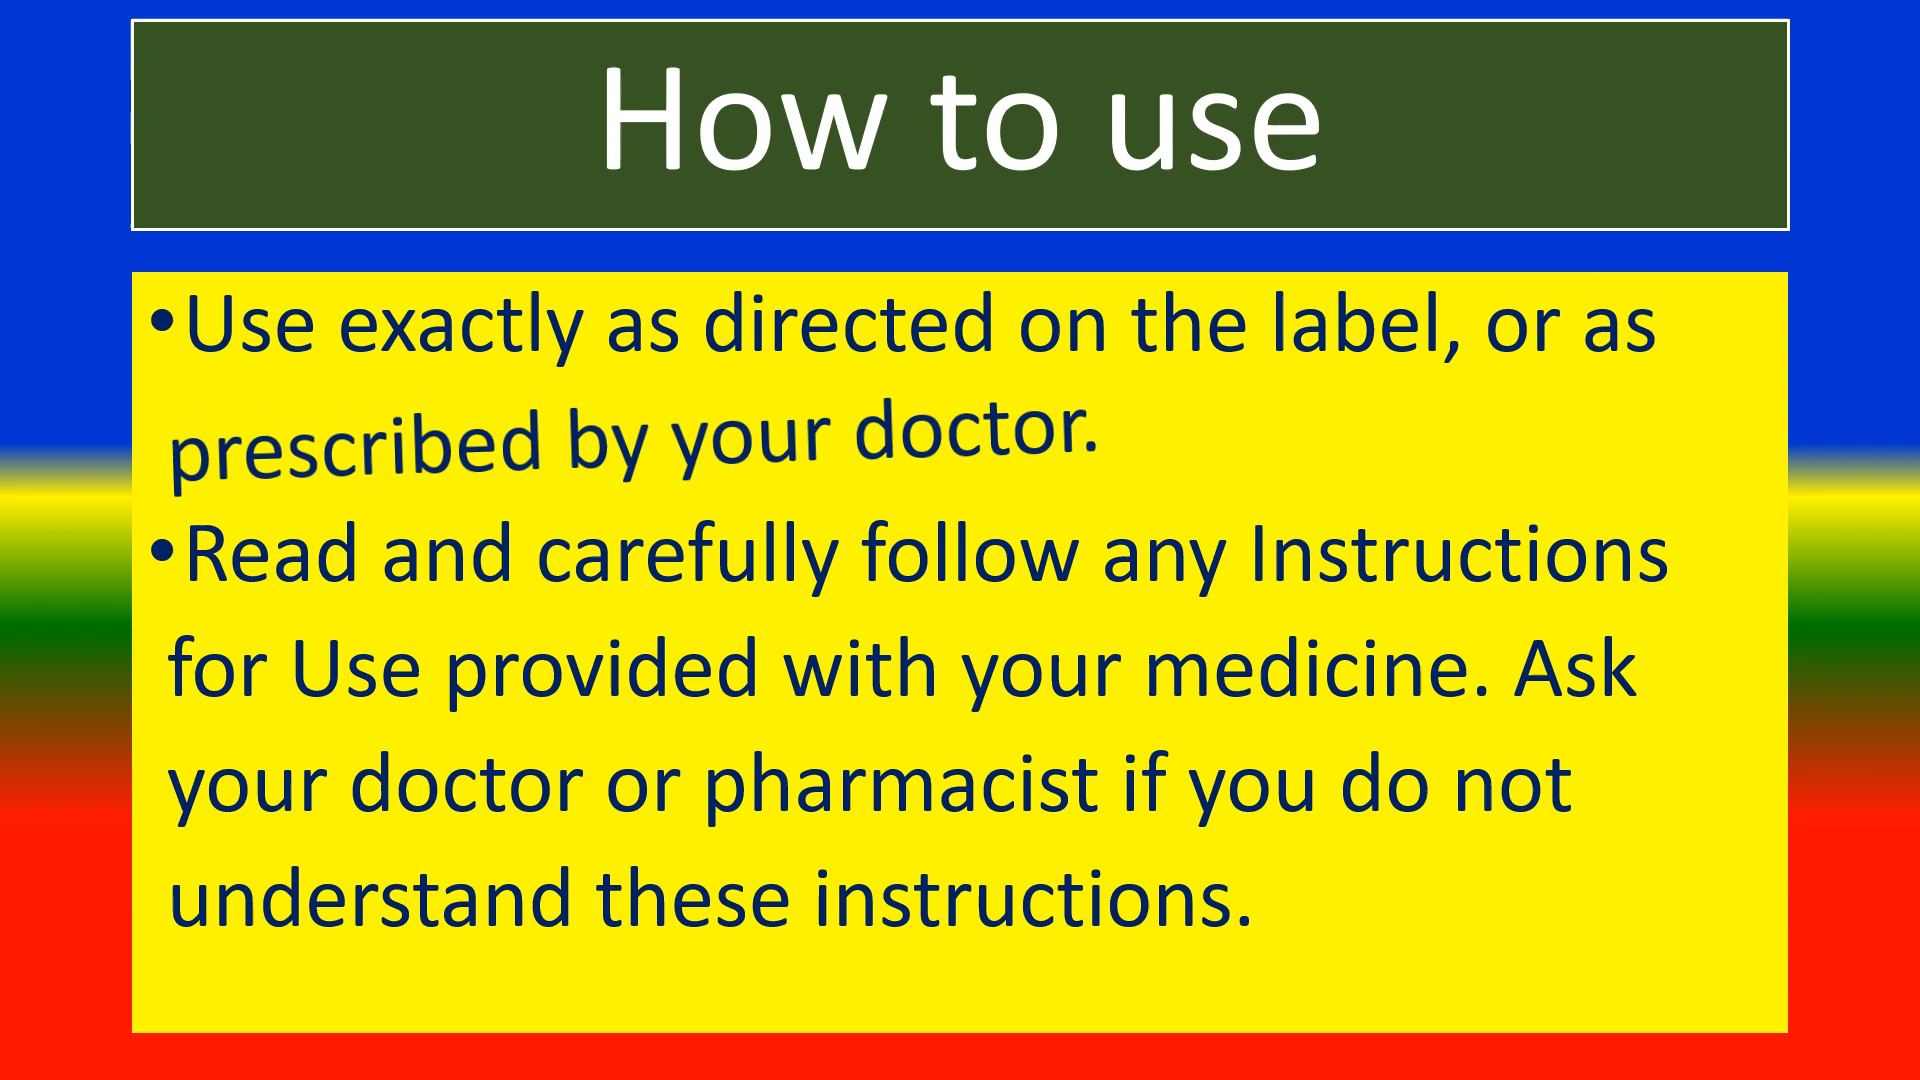 How to use
•Use exactly as directed on the label, or as
prescribed by your doctor.
•Read and carefully follow any Instructions
for Use provided with your medicine. Ask
your doctor or pharmacist if you do not
understand these instructions.